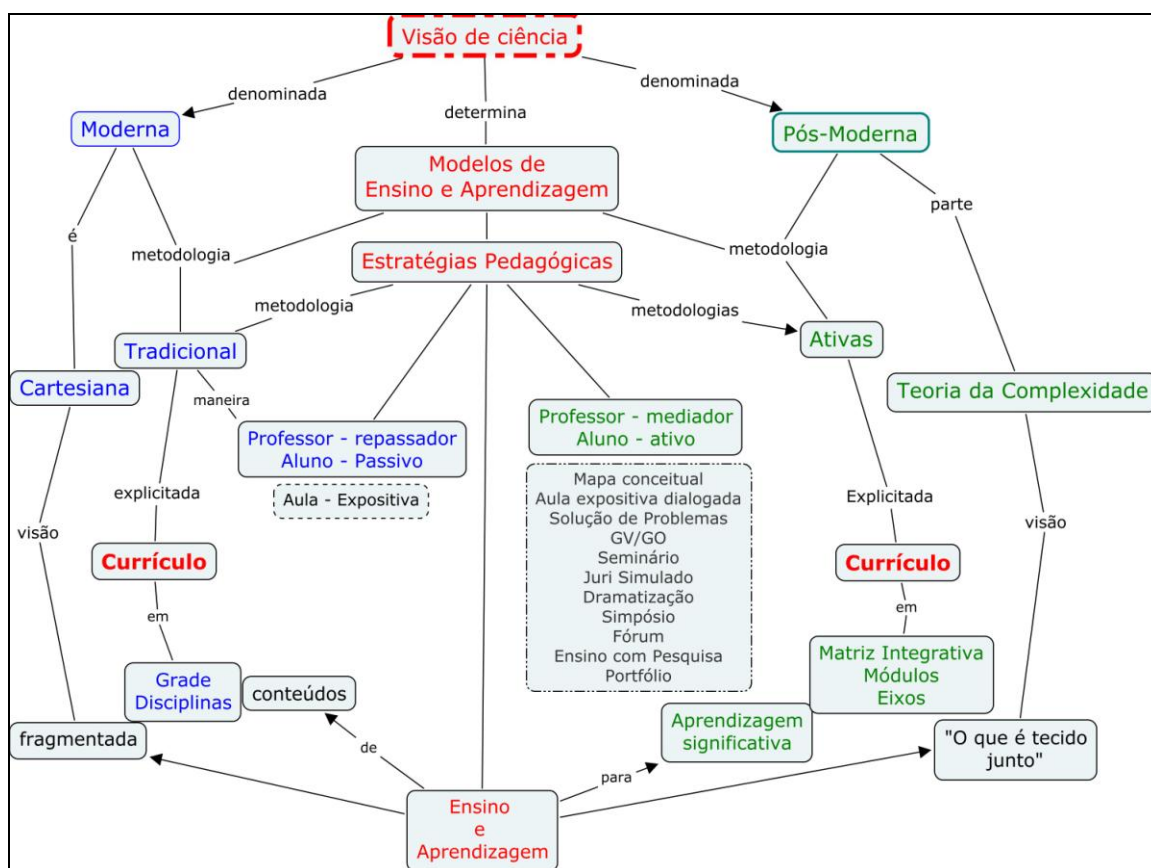 Visão de ciência
denominada
denominada
Moderna
determina
Pós-Moderna
Modelos de
Ensino e Aprendizagem
parte
é
metodologia
metodologia
Estratégias Pedagógicas
metodologia
metodologias
Tradicional
Ativas
Cartesiana
maneira
Teoria da Complexidade
Professor - repassador
Aluno - Passivo
Professor - mediador
Aluno - ativo
Aula - Expositiva
Mapa conceitual
Aula expositiva dialogada
Solução de Problemas
GV/GO
Seminário
Juri Simulado
Dramatização
Simpósio
Fórum
Ensino com Pesquisa
Portfólio
explicitada
Explicitada
visão
visão
Currículo
Currículo
em
em
Grade
Disciplinas
conteúdos
Matriz Integrativa
Módulos
Eixos
fragmentada
Aprendizagem
significativa
"O que é tecido
junto"
de
para
Ensino
e
Aprendizagem